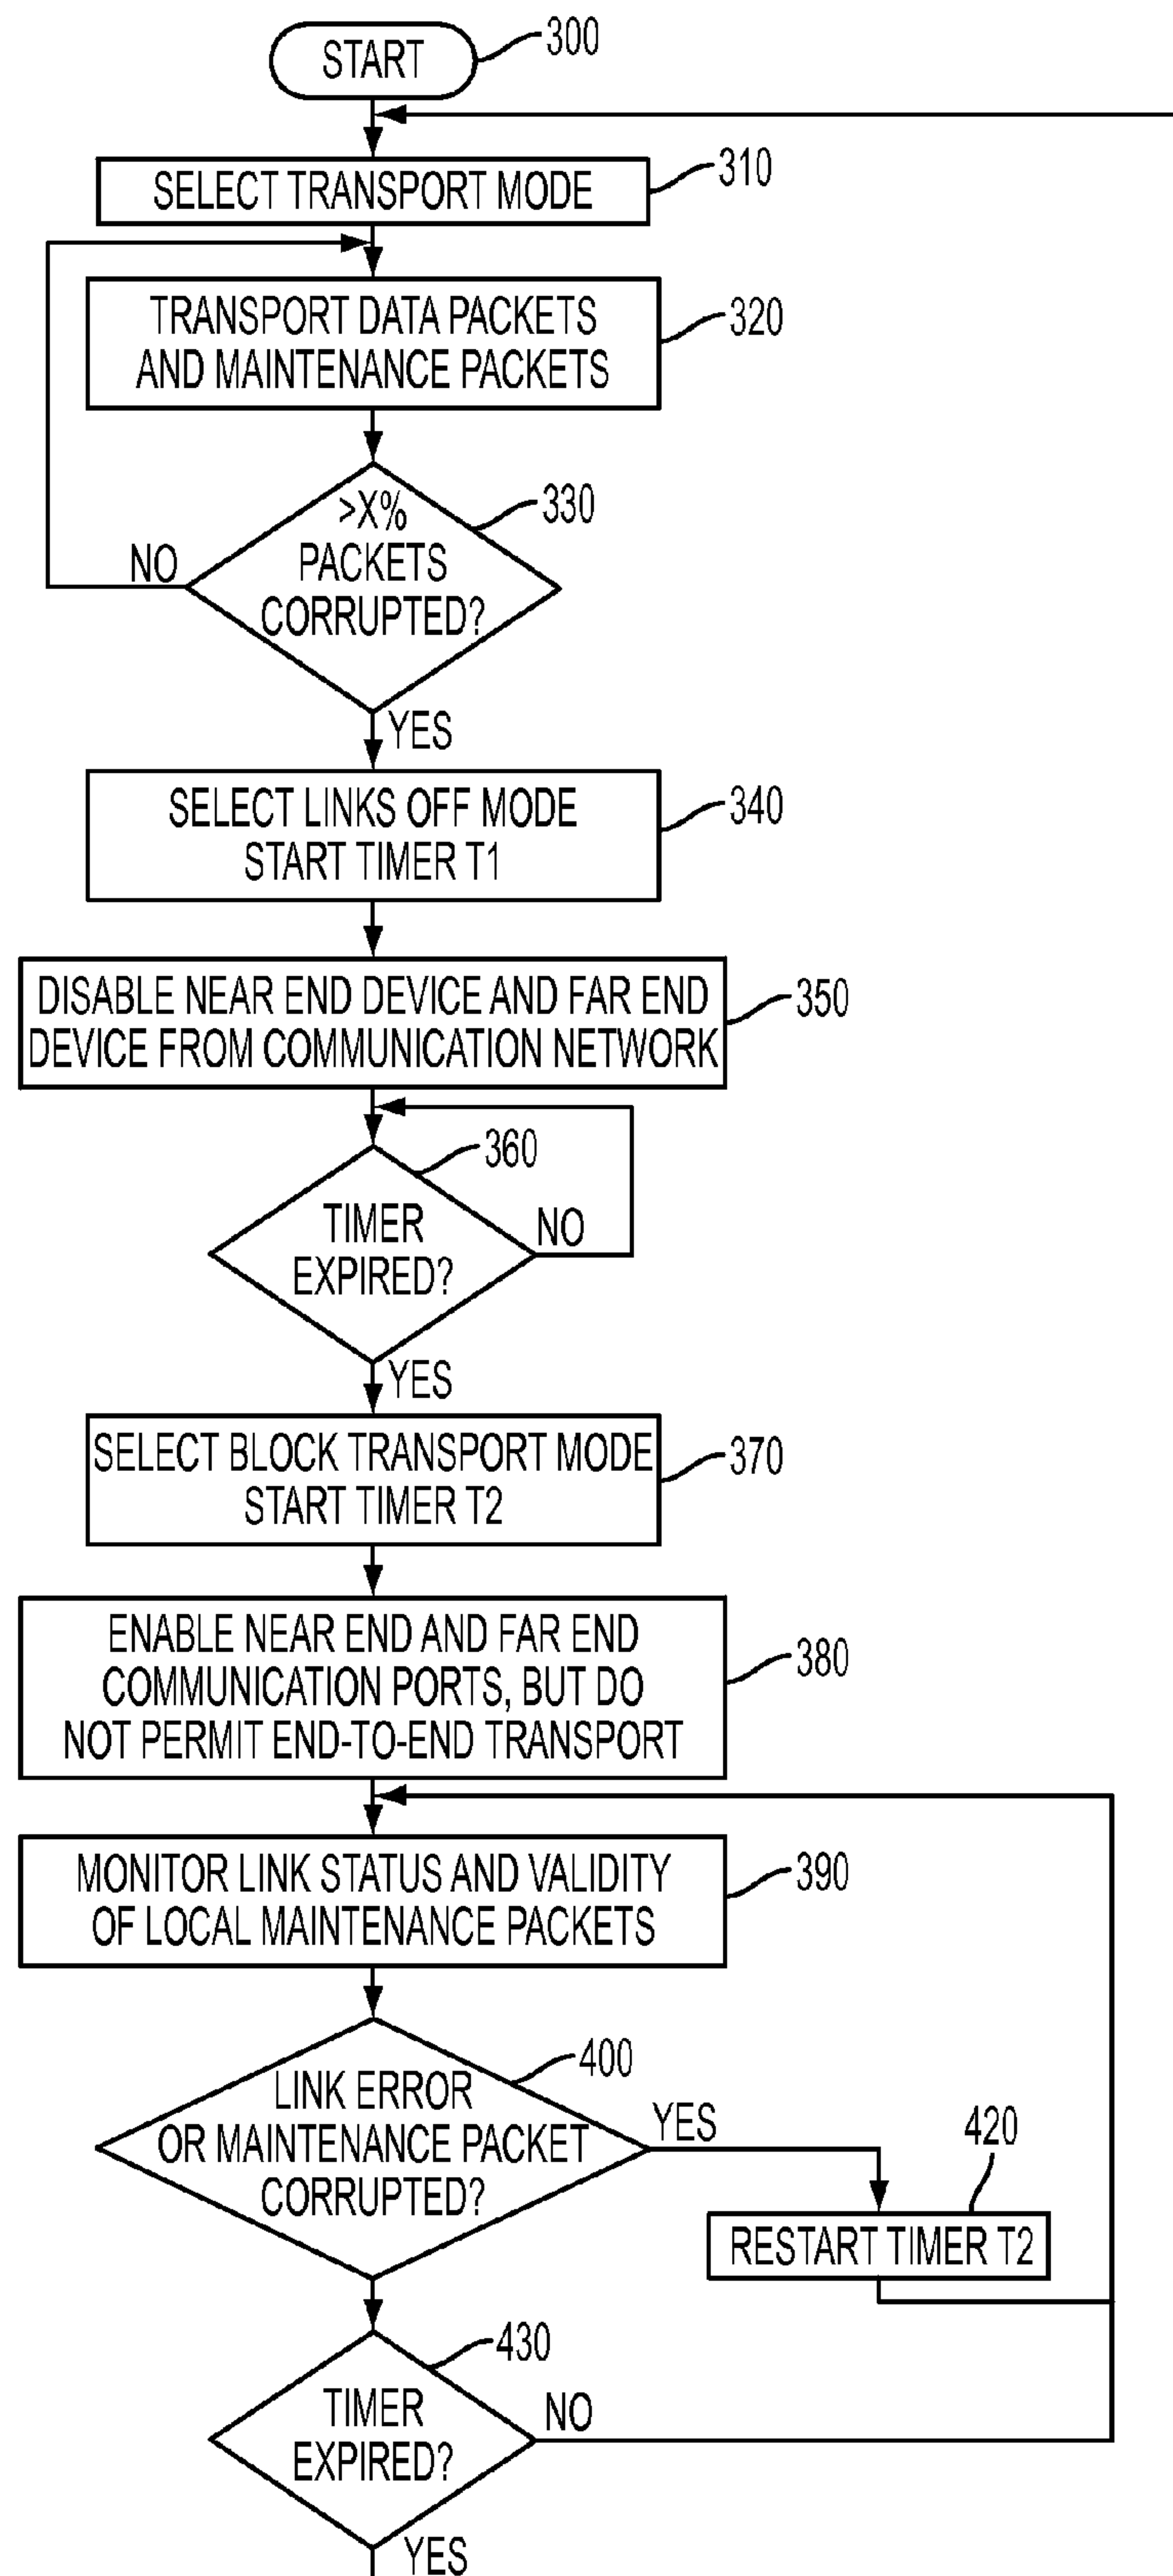 START
300
SELECT TRANSPORT MODE
310
TRANSPORT DATA PACKETS
AND MAINTENANCE PACKETS
320
>X%
PACKETS
CORRUPTED?
330
NO
YES
SELECT LINKS OFF MODE
START TIMER T1
340
DISABLE NEAR END DEVICE AND FAR END
DEVICE FROM COMMUNICATION NETWORK
350
360
TIMER
EXPIRED?
NO
YES
SELECT BLOCK TRANSPORT MODE
START TIMER T2
370
ENABLE NEAR END AND FAR END
COMMUNICATION PORTS, BUT DO
NOT PERMIT END-TO-END TRANSPORT
380
MONITOR LINK STATUS AND VALIDITY
OF LOCAL MAINTENANCE PACKETS
390
400
LINK ERROR
OR MAINTENANCE PACKET
CORRUPTED?
YES
420
RESTART TIMER T2
430
TIMER
EXPIRED?
NO
YES